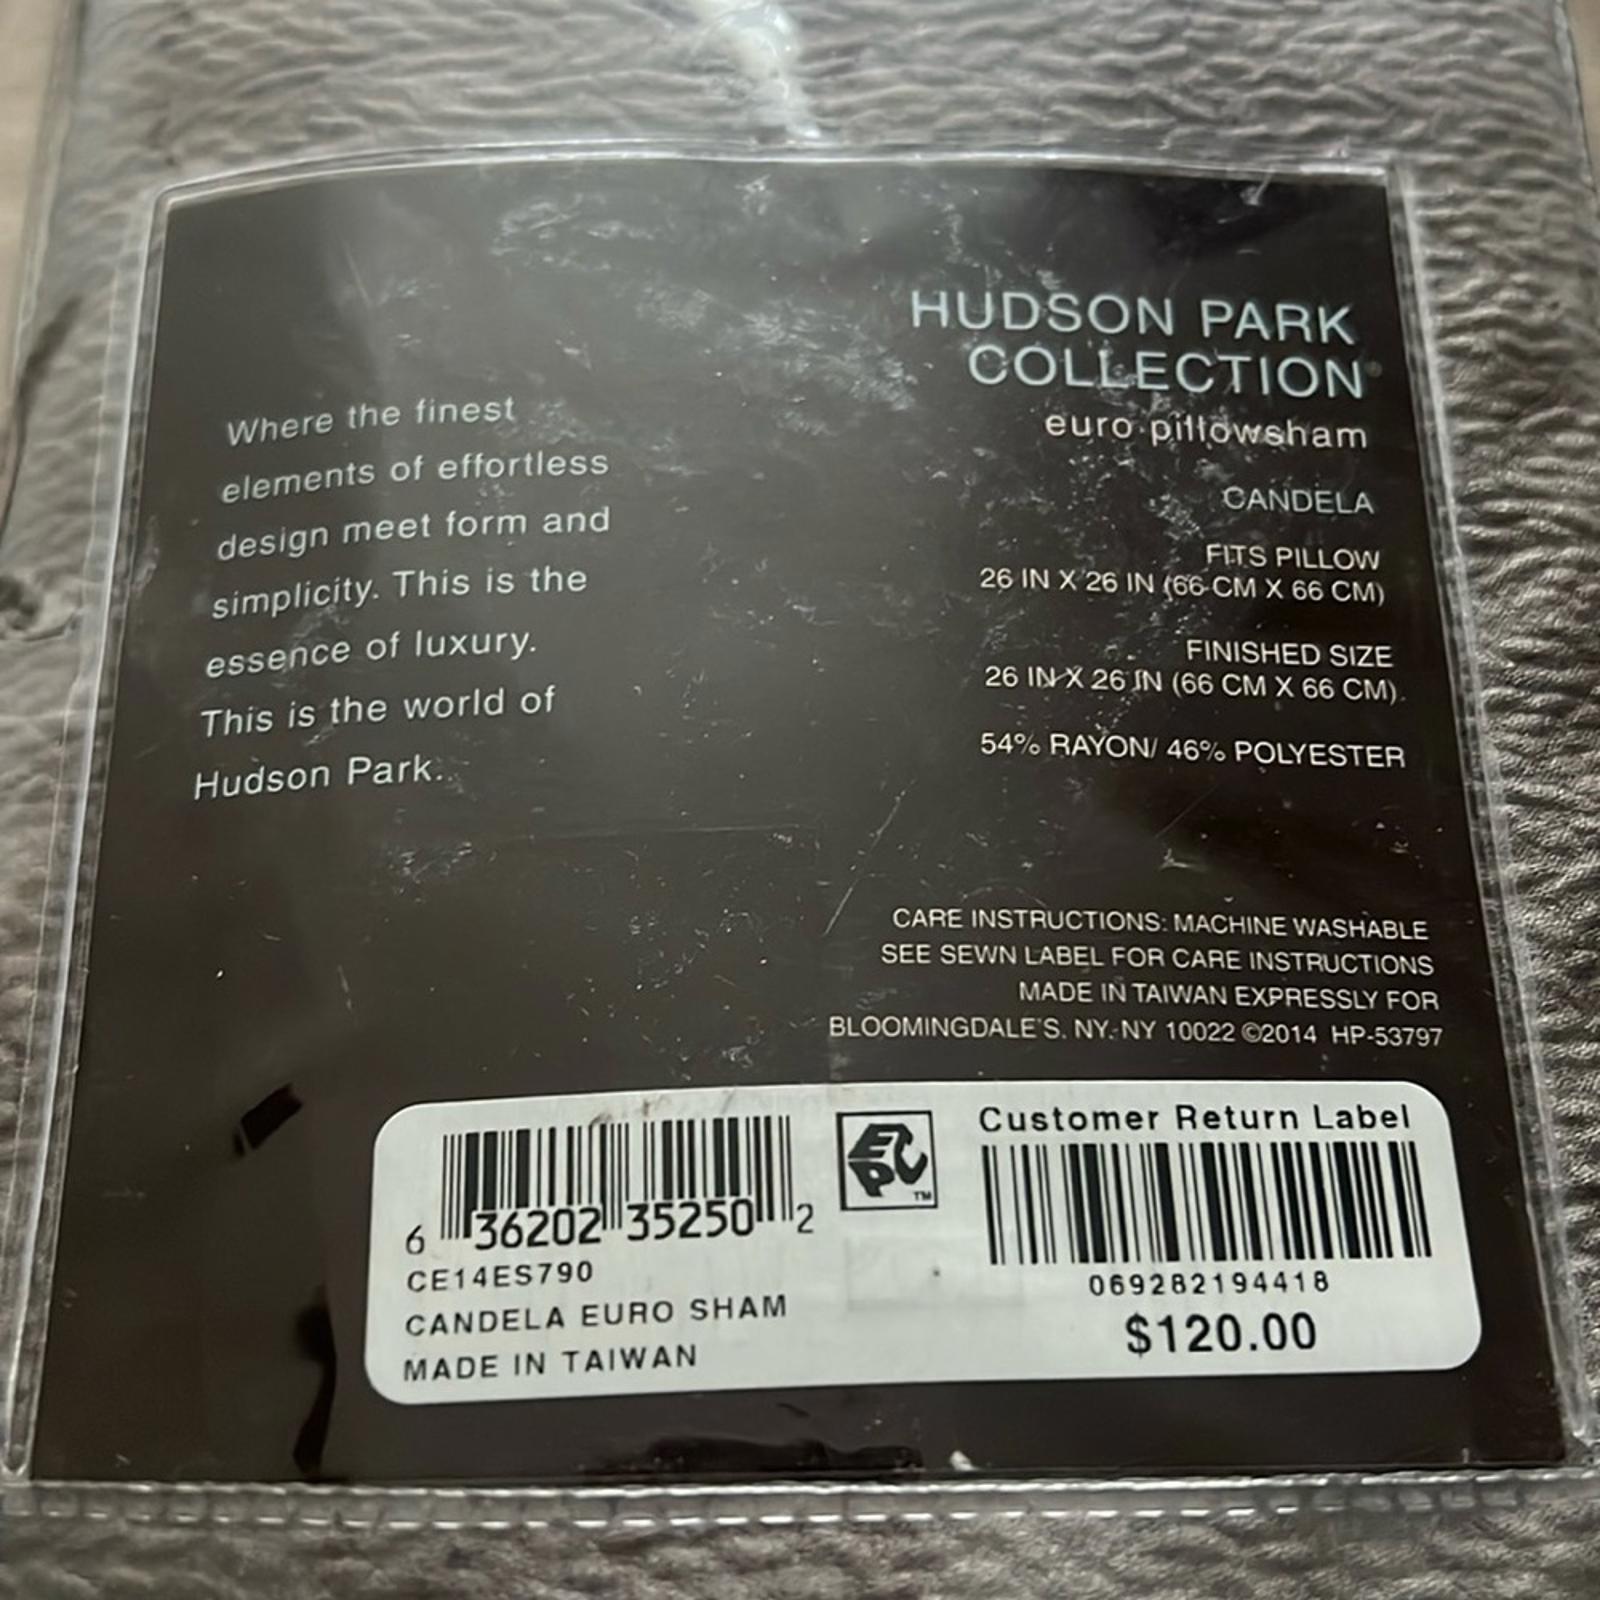 Where the finest
elements of effortless
design meet form and
simplicity. This is the
essence of luxury.
This is the world of
Hudson Park.
HUDSON PARK
COLLECTION
euro pillowsham
CANDELA
FITS PILLOW
26 IN X 26 IN (66 CM X 66 CM)
FINISHED SIZE
26 IN X 26 IN (66 CM X 66 CM)
54% RAYON/ 46% POLYESTER
CARE INSTRUCTIONS: MACHINE WASHABLE
SEE SEWN LABEL FOR CARE INSTRUCTIONS
MADE IN TAIWAN EXPRESSLY FOR
BLOOMINGDALE'S. NY. NY 10022 ©2014 HP-53797
6 36202 35250 2
CE14ES790
CANDELA EURO SHAM
MADE IN TAIWAN
EPC™
Customer Return Label
069282194418
$120.00